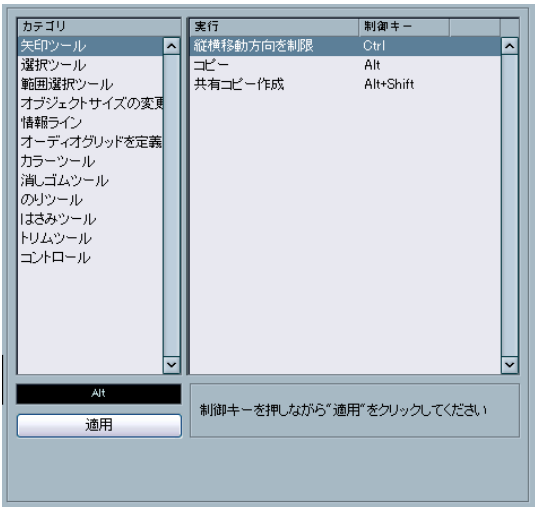 カテゴリ
矢印ツール
選択ツール
範囲選択ツール
オブジェクトサイズの変更
情報ライン
オーディオグリッドを定義
カラーツール
消しゴムツール
のりツール
はさみツール
トリムツール
コントロール
実行 制御キー
縦横移動方向を制限 Ctrl
コピー Alt
共有コピー作成 Alt+Shift
Alt
適用
制御キーを押しながら“適用”をクリックしてください